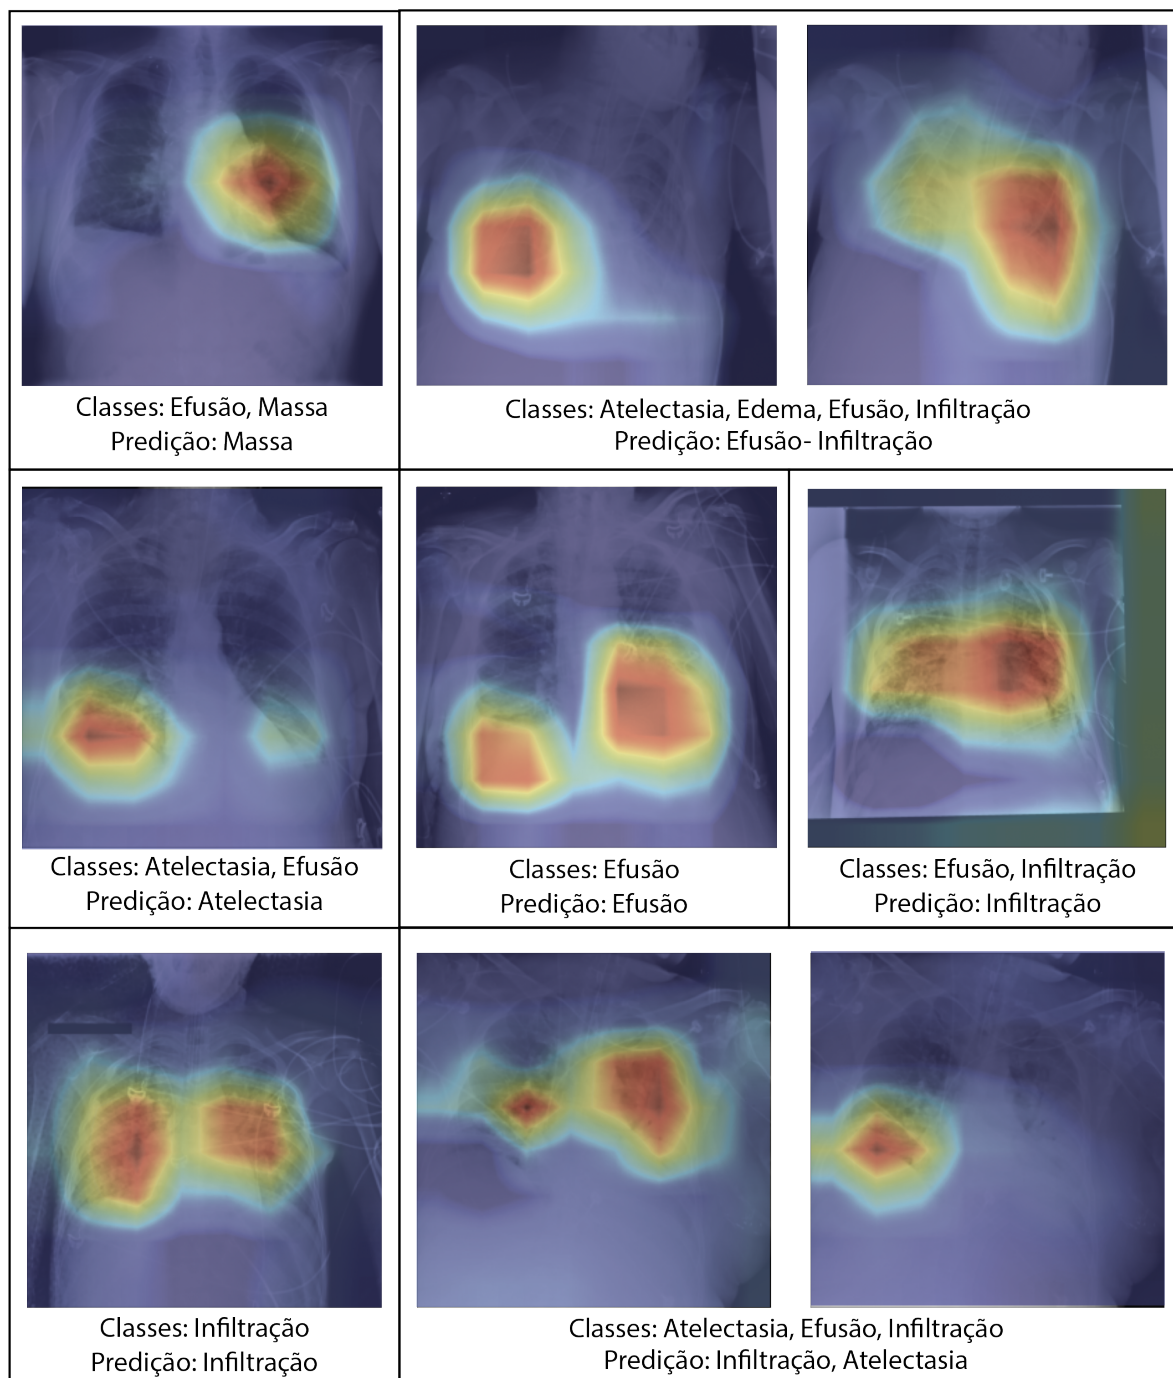 Classes: Efusão, Massa
Predição: Massa
Classes: Atelectasia, Edema, Efusão, Infiltração
Predição: Efusão- Infiltração
Classes: Atelectasia, Efusão
Predição: Atelectasia
Classes: Efusão
Predição: Efusão
Classes: Efusão, Infiltração
Predição: Infiltração
Classes: Infiltração
Predição: Infiltração
Classes: Atelectasia, Efusão, Infiltração
Predição: Infiltração, Atelectasia